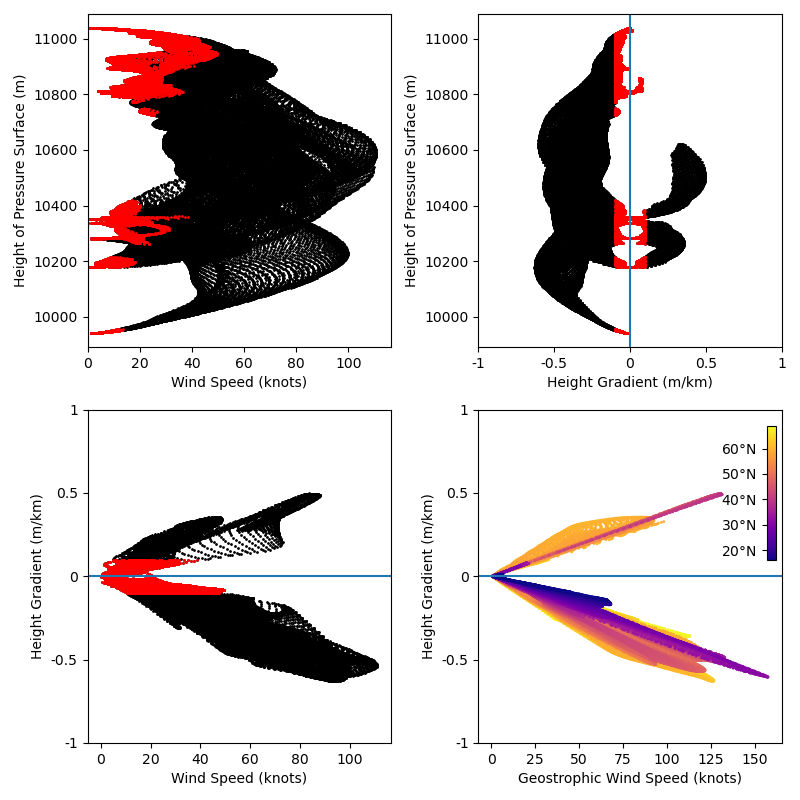 11000
10800
10600
10400
10200
10000
Height of Pressure Surface (m)
0 20 40 60 80 100
Wind Speed (knots)
11000
10800
10600
10400
10200
10000
Height of Pressure Surface (m)
-1 -0.5 0 0.5 1
Height Gradient (m/km)
1
0.5
0
-0.5
-1
Height Gradient (m/km)
0 20 40 60 80 100
Wind Speed (knots)
1
0.5
0
-0.5
-1
Height Gradient (m/km)
60°N
50°N
40°N
30°N
20°N
0 25 50 75 100 125 150
Geostrophic Wind Speed (knots)